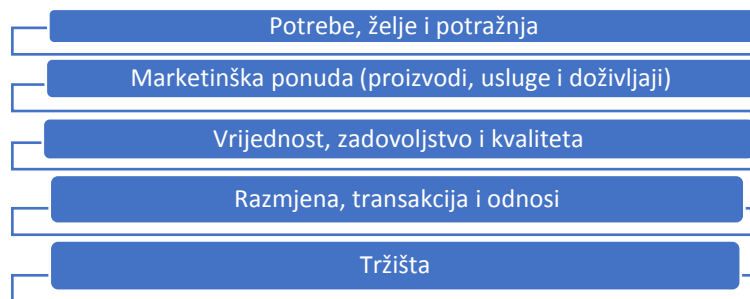 Potrebe, želje i potražnja
Marketinška ponuda (proizvodi, usluge i doživljaji)
Vrijednost, zadovoljstvo i kvaliteta
Razmjena, transakcija i odnosi
Tržišta